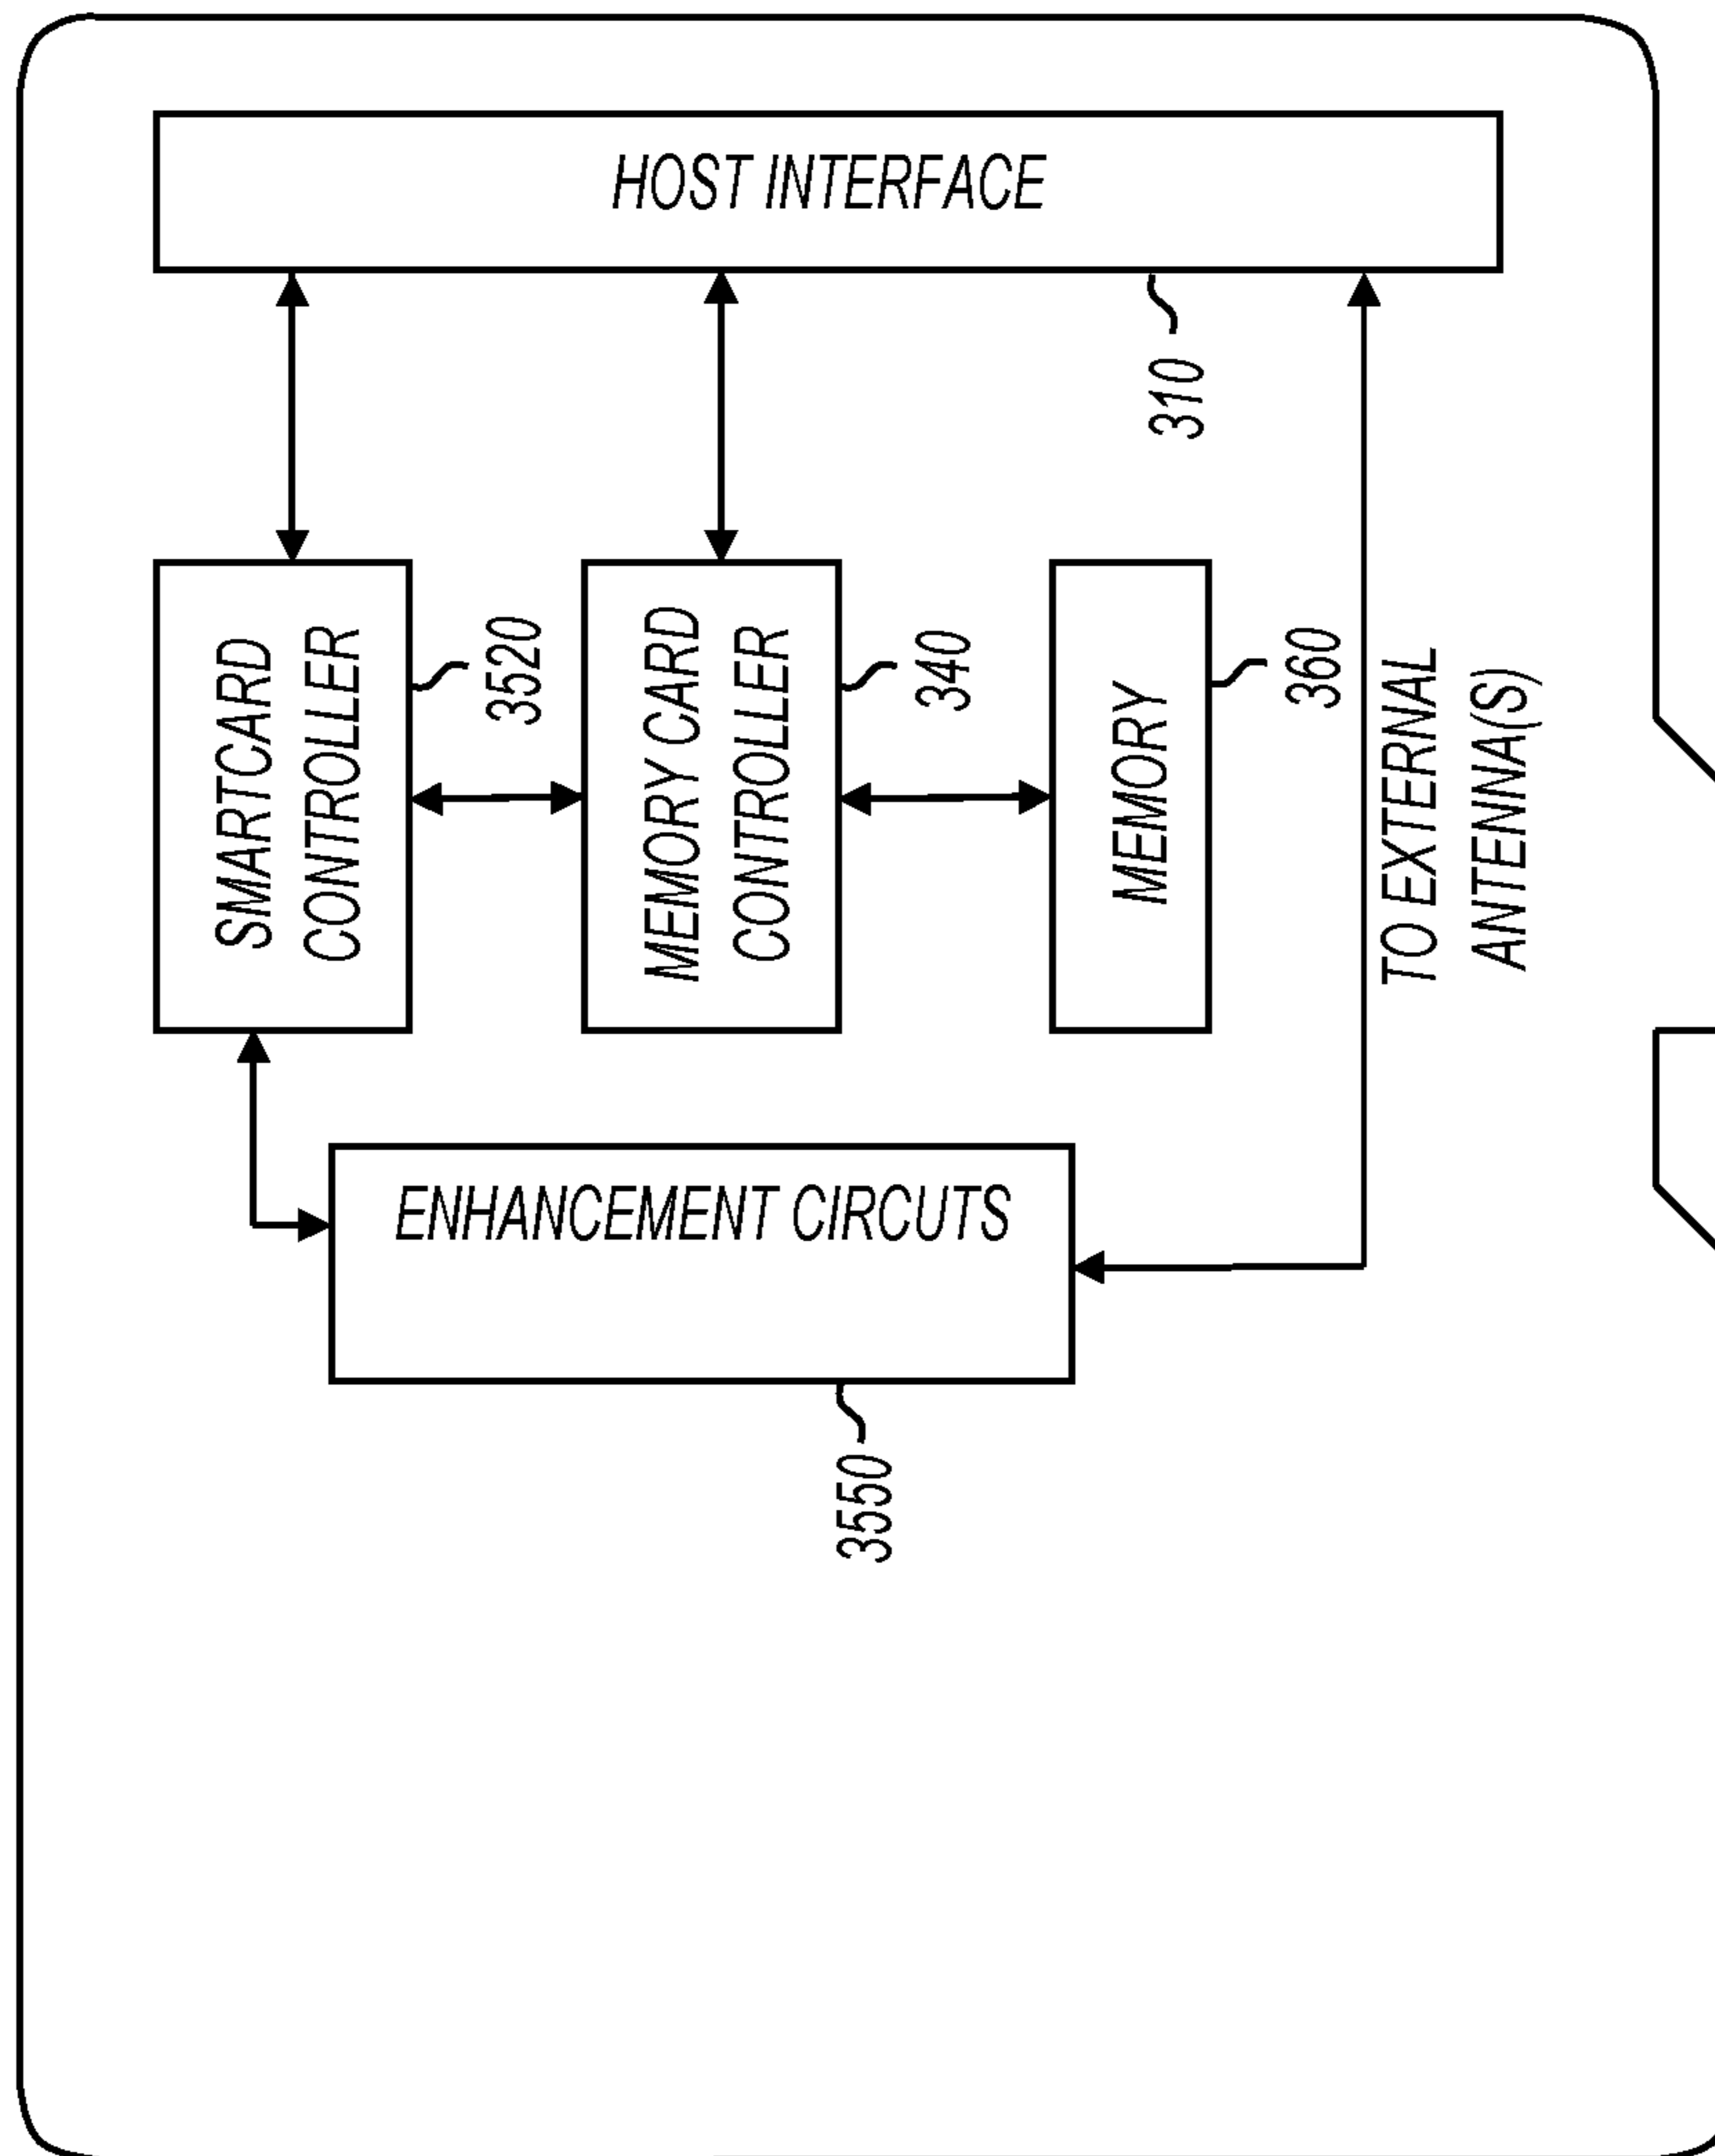 HOST INTERFACE
310
SMARTCARD
CONTROLLER
3520
MEMORY CARD
CONTROLLER
340
MEMORY
360
TO EXTERNAL
ANTENNA(S)
ENHANCEMENT CIRCUTS
3550